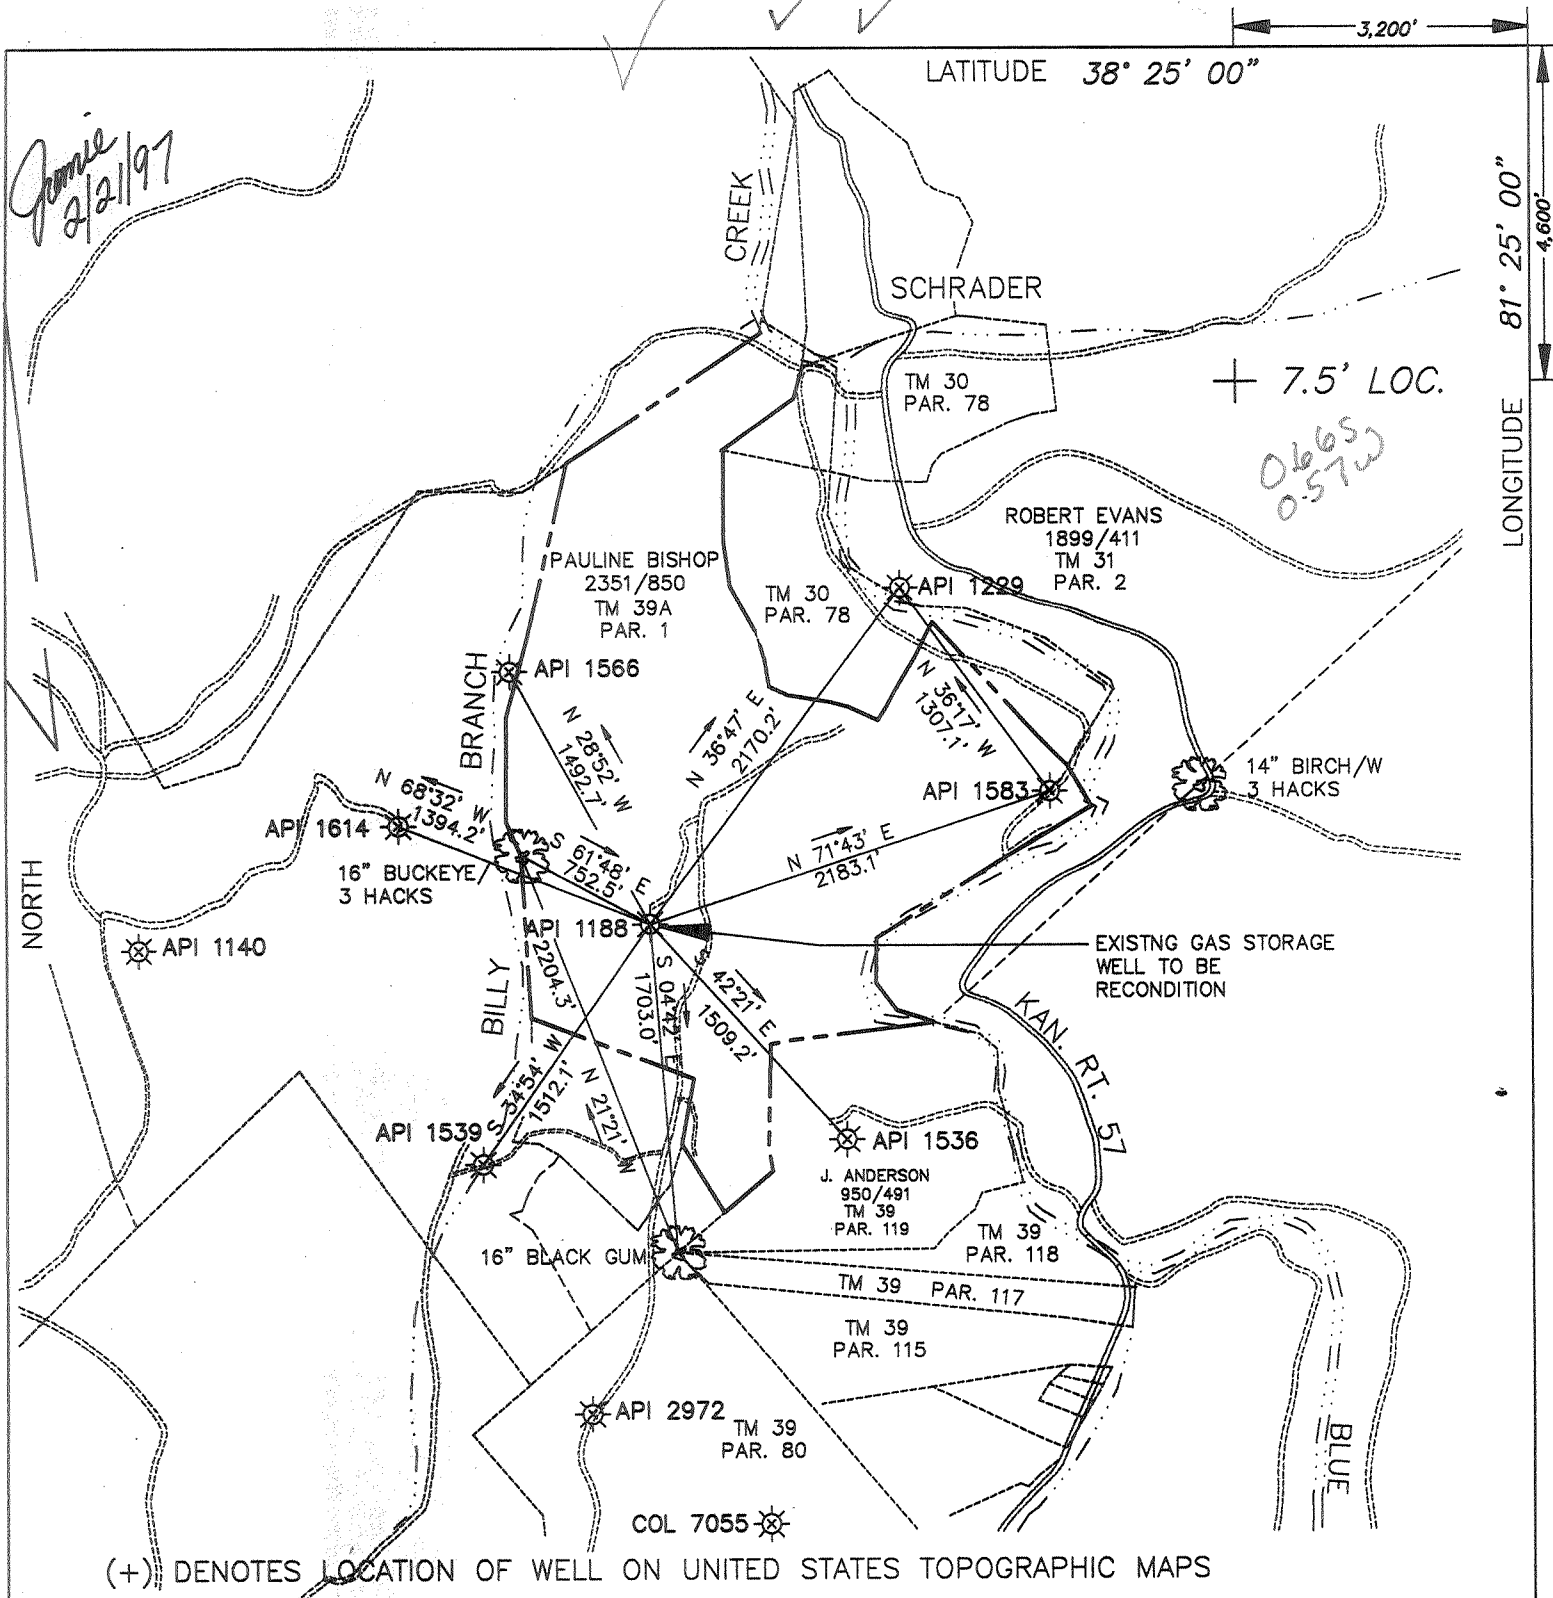 3,200'
LATITUDE 38° 25' 00"
Jamie
2/21/97
81° 25' 00"
4,600'
LONGITUDE
CREEK
SCHRADER
TM 30
PAR. 78
7.5' LOC.
0.66S
0.57W
ROBERT EVANS
1899/411
TM 31
PAR. 2
PAULINE BISHOP
2351/850
TM 39A
PAR. 1
TM 30
PAR. 78
API 1229
API 1566
BRANCH
N 28°52' W
1492.7'
N 36°47' E
2170.2'
N 36°17' W
1307.1'
N 68°32' W
1394.2'
API 1583
14" BIRCH/W
3 HACKS
API 1614
S 61°48' E
752.5'
N 71°43' E
2183.1'
16" BUCKEYE/
3 HACKS
NORTH
API 1188
API 1140
EXISTNG GAS STORAGE
WELL TO BE
RECONDITION
BILLY
2204.3'
N 21°21' W
S 04°42' E
1703.0'
42°21' E
1509.2'
KAN. RT. 57
S 34°54' W
1512.1'
API 1539
API 1536
J. ANDERSON
950/491
TM 39
PAR. 119
TM 39
PAR. 118
16" BLACK GUM
TM 39 PAR. 117
TM 39
PAR. 115
API 2972
TM 39
PAR. 80
BLUE
COL 7055
(+) DENOTES LOCATION OF WELL ON UNITED STATES TOPOGRAPHIC MAPS